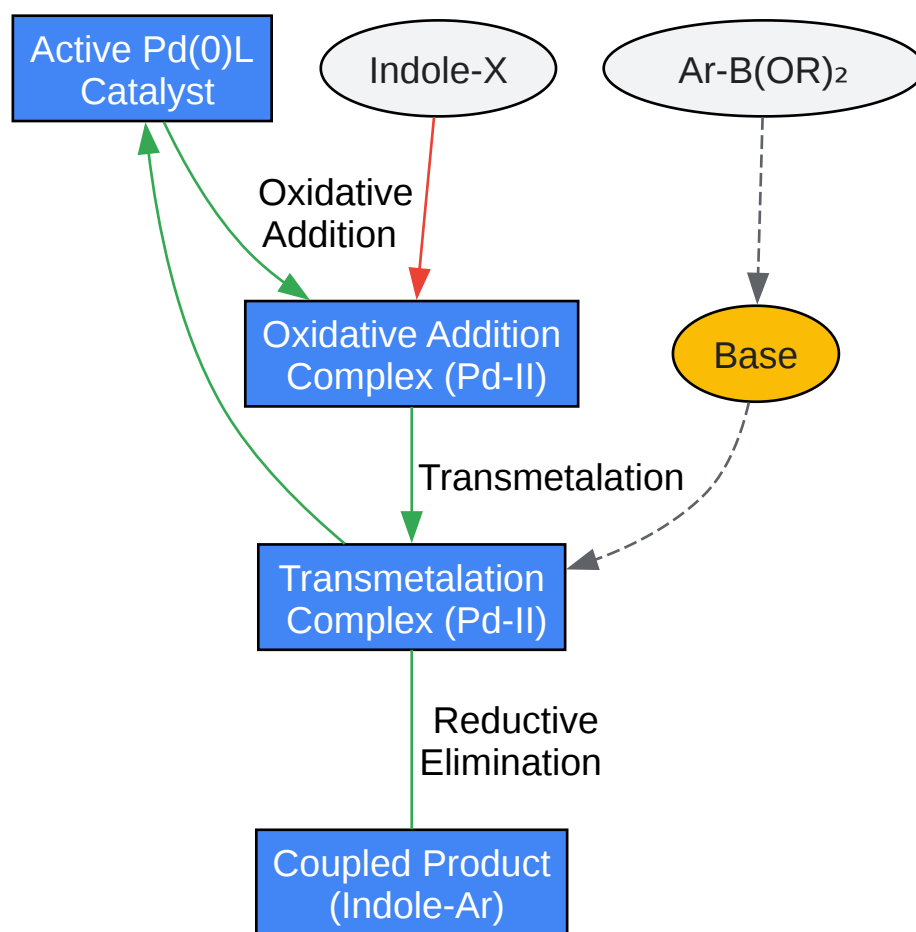 Active Pd(0)L
Catalyst
Indole-X
Ar-B(OR)₂
Oxidative
Addition
Oxidative Addition
Complex (Pd-II)
Base
Transmetalation
Transmetalation
Complex (Pd-II)
Reductive
Elimination
Coupled Product
(Indole-Ar)